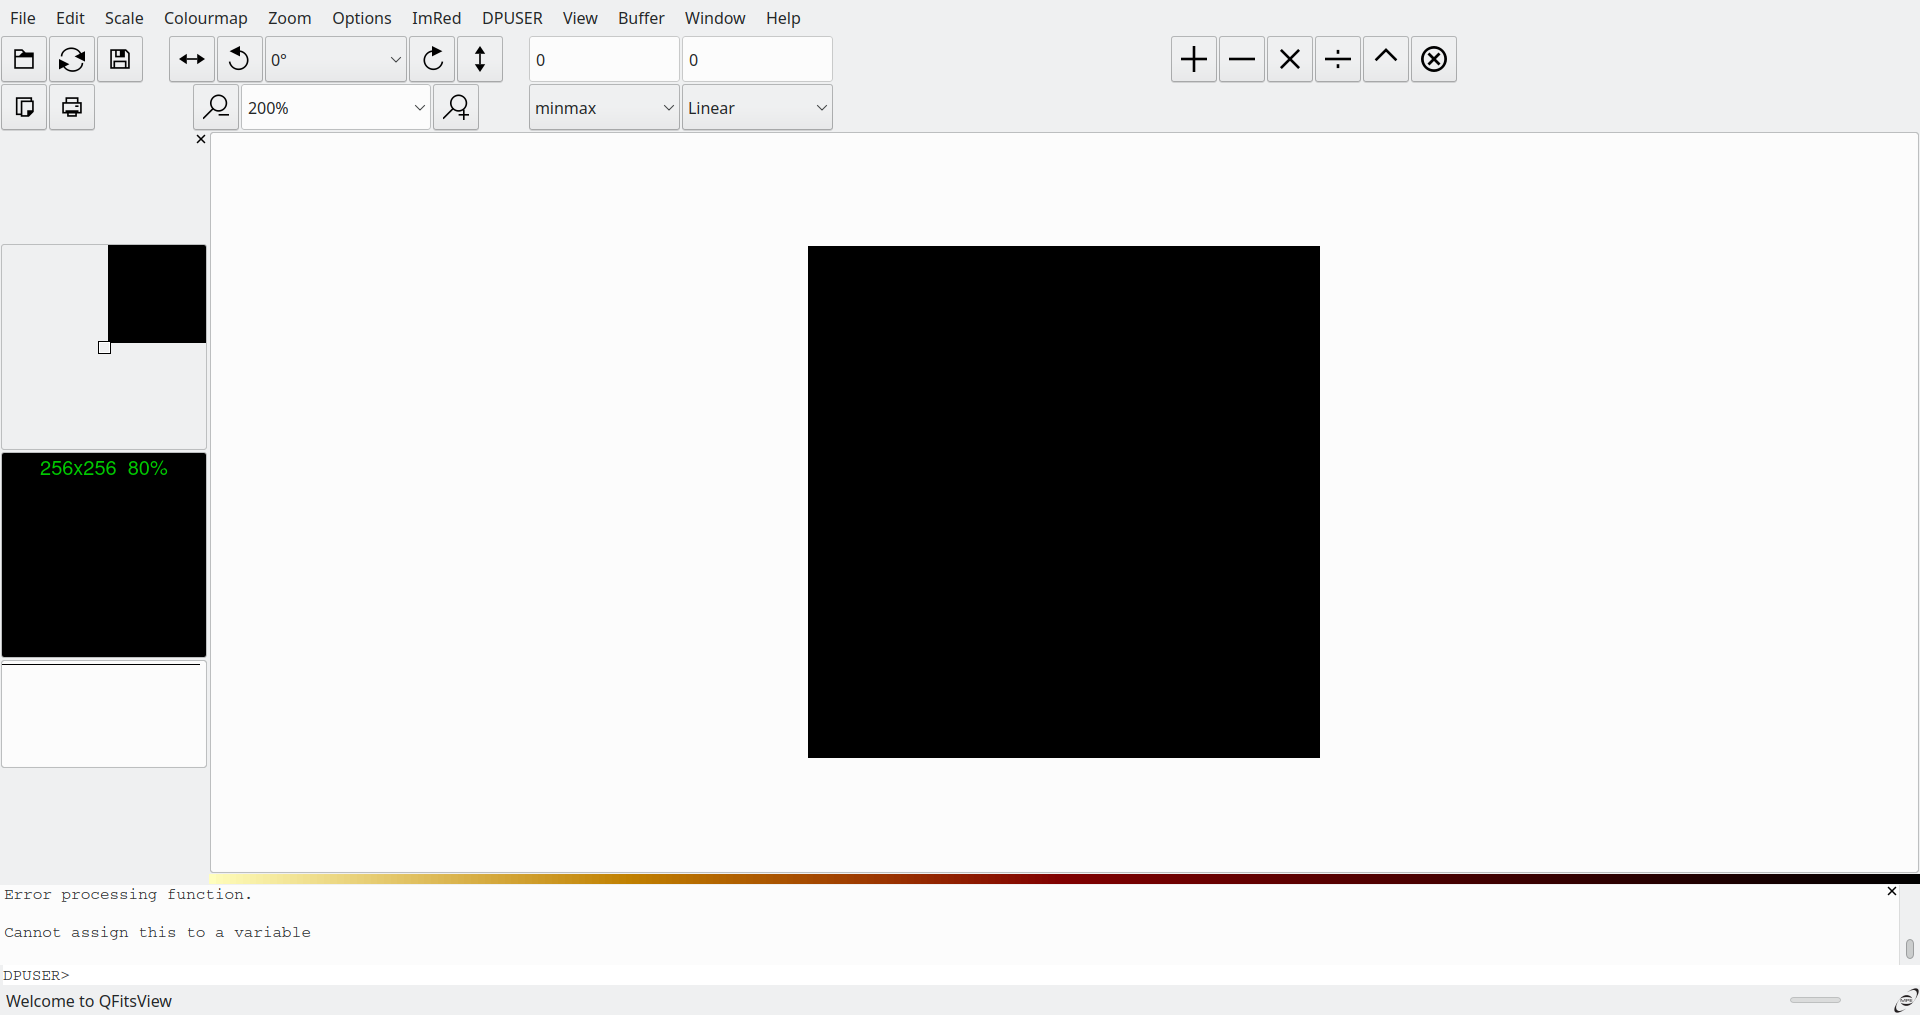 File Edit Scale Colourmap Zoom Options ImRed DPUSER View Buffer Window Help
0° 0 0
200% minmax Linear
256x256 80%
Error processing function.
Cannot assign this to a variable
DPUSER>
Welcome to QFitsView